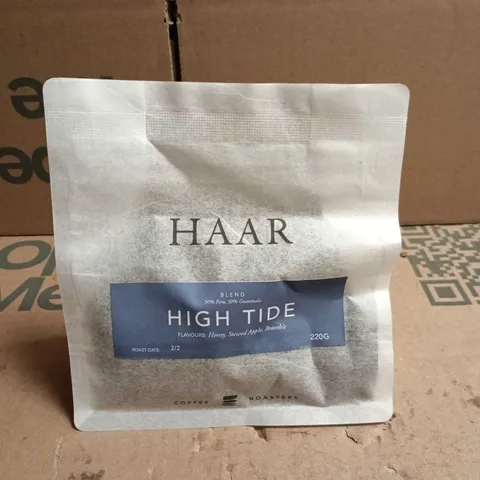 HAAR
BLEND
50% Peru, 50% Guatemala
HIGH TIDE
FLAVOURS: Honey, Stewed Apple, Bramble
220G
ROAST DATE: 2/2
COFFEE ROASTERS